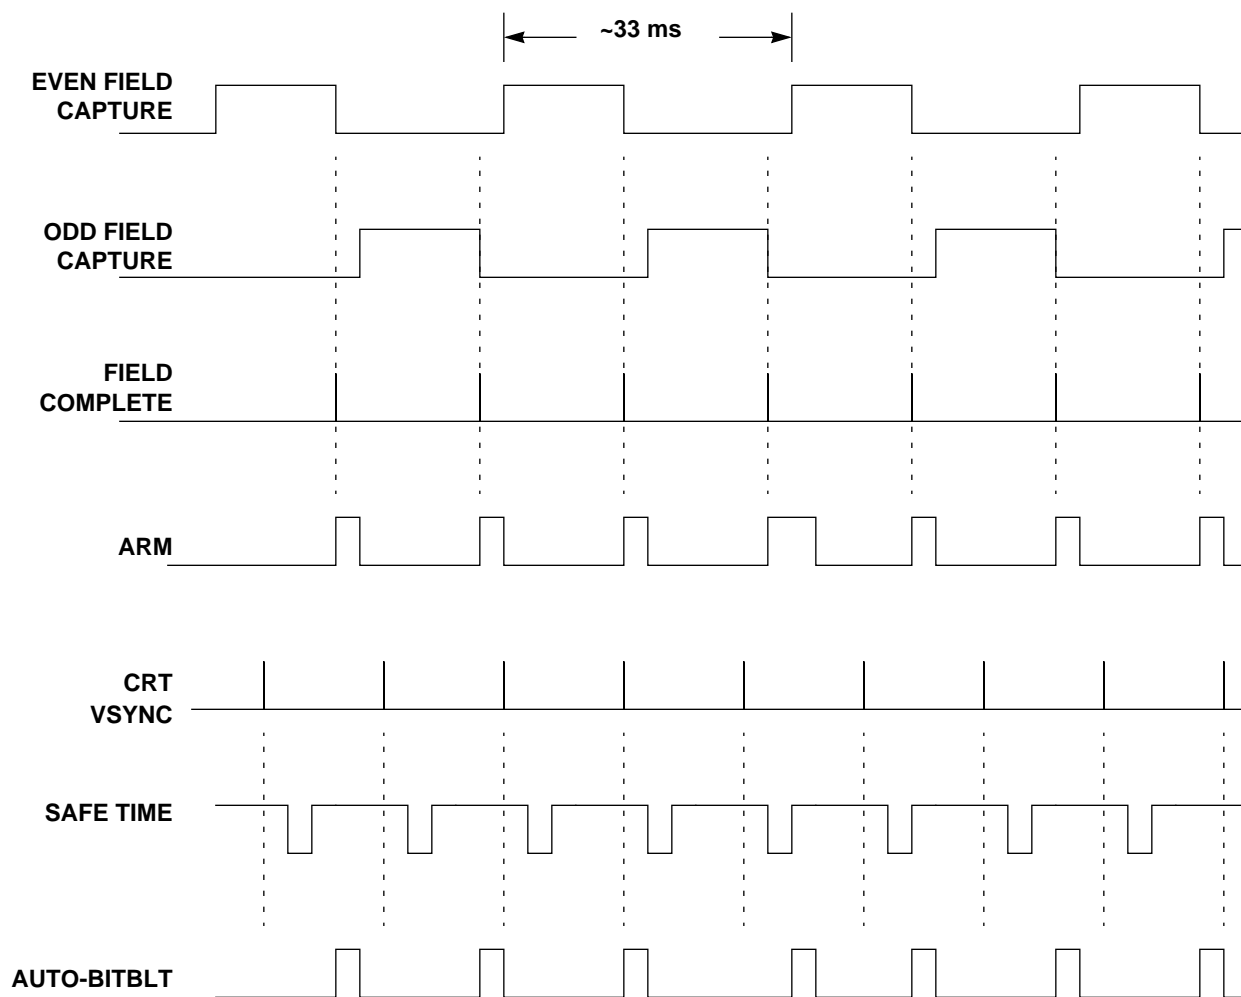 ~33 ms
EVEN FIELD
CAPTURE
ODD FIELD
CAPTURE
FIELD
COMPLETE
ARM
CRT
VSYNC
SAFE TIME
AUTO-BITBLT